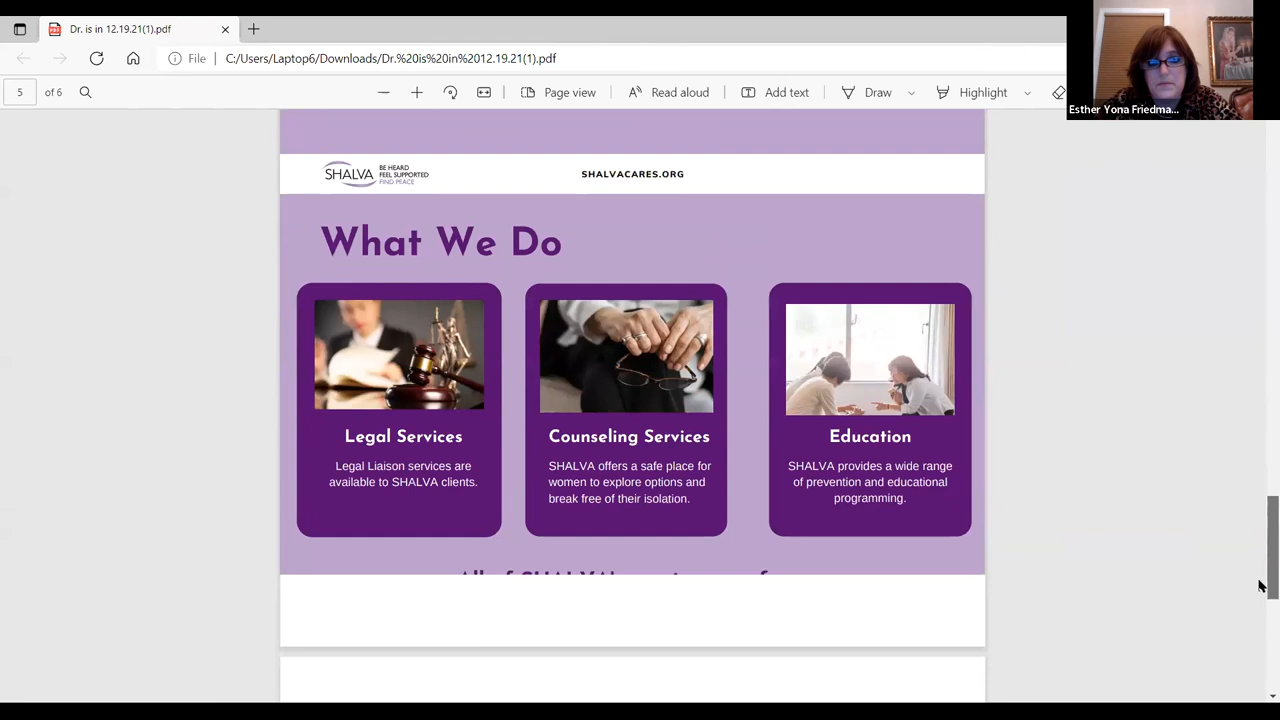 Dr. is in 12.19.21(1).pdf
File
C:/Users/Laptop6/Downloads/Dr.%20is%20in%2012.19.21(1).pdf
5 of 6
Page view
Read aloud
Add text
Draw
Highlight
Esther Yona Friedma...
SHALVA
BE HEARD
FEEL SUPPORTED
FIND PEACE
SHALVACARES.ORG
What We Do
Legal Services
Legal Liaison services are
available to SHALVA clients.
Counseling Services
SHALVA offers a safe place for
women to explore options and
break free of their isolation.
Education
SHALVA provides a wide range
of prevention and educational
programming.
All of SHALVA's